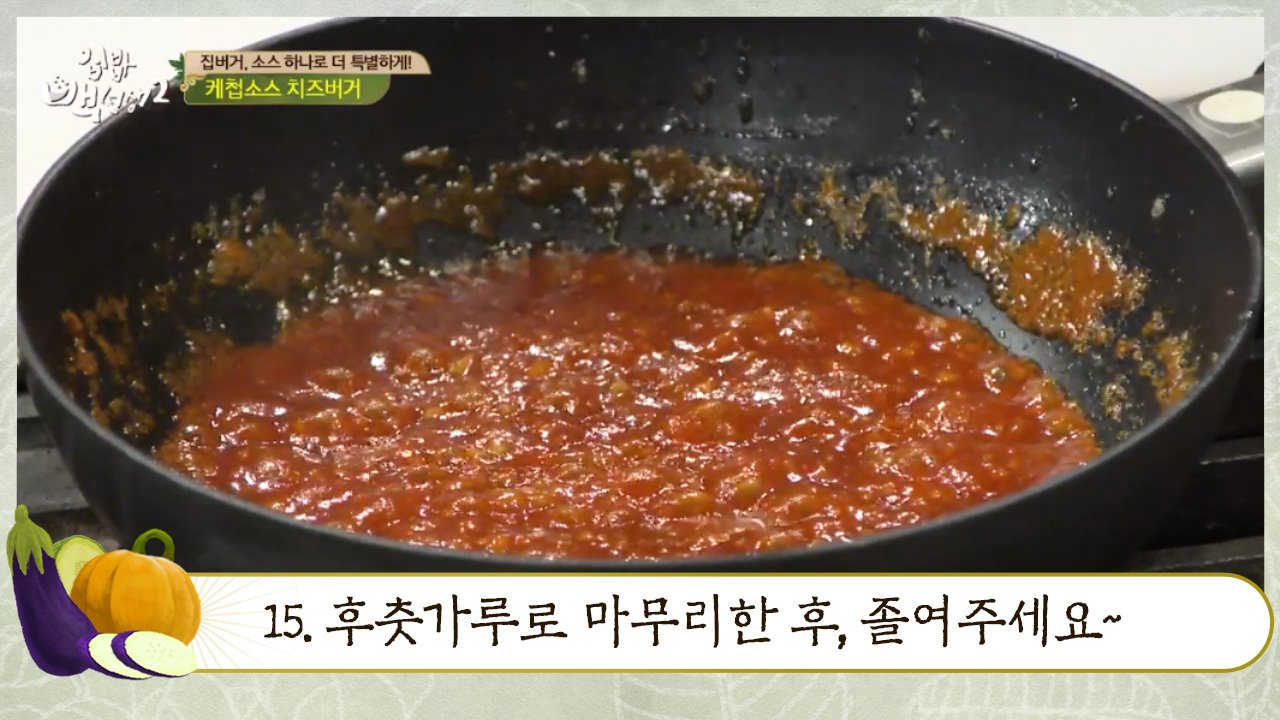 집밥
백선생2
집버거, 소스 하나로 더 특별하게!
케첩소스 치즈버거
15. 후춧가루로 마무리한 후, 졸여주세요~